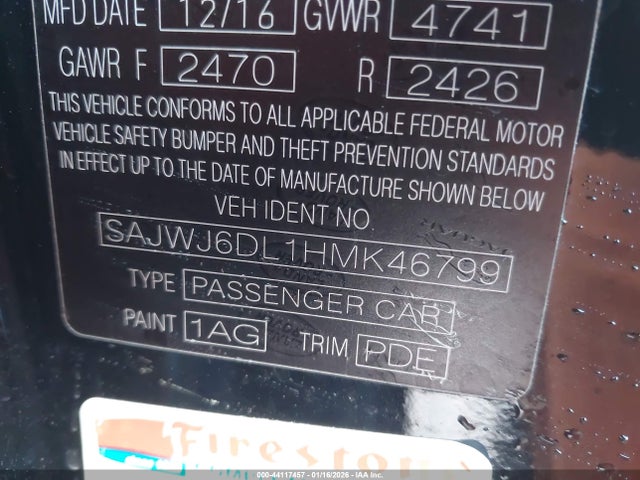 MFD DATE 12/16 GVWR 4741
GAWR F 2470 R 2426
THIS VEHICLE CONFORMS TO ALL APPLICABLE FEDERAL MOTOR
VEHICLE SAFETY BUMPER AND THEFT PREVENTION STANDARDS
IN EFFECT UP TO THE DATE OF MANUFACTURE SHOWN BELOW
VEH IDENT NO.
SAJWJ6DL1HMK46799
TYPE PASSENGER CAR
PAINT 1AG TRIM PDE
000-44117457 - 01/16/2026 - IAA Inc.